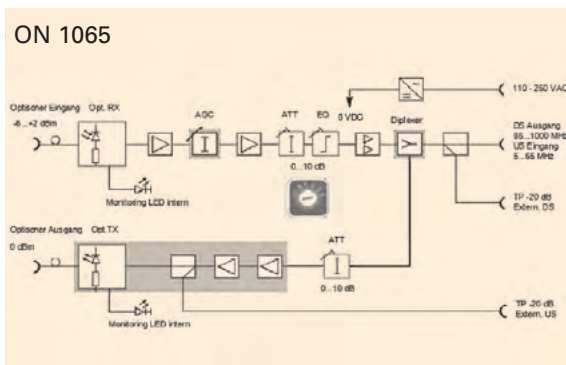 ON 1065
110 - 260 VAC
Optischer Eingang Opt. RX
-6...+2 dBm
AGC
ATT
EQ
8 VDC
Diplexer
DS Ausgang
85...1000 MHz
US Eingang
5...65 MHz
0...10 dB
Monitoring LED intern
TP -20 dB
Extern. DS
Optischer Ausgang Opt.TX
0 dBm
ATT
0...10 dB
Monitoring LED intern
TP -20 dB
Extern. US